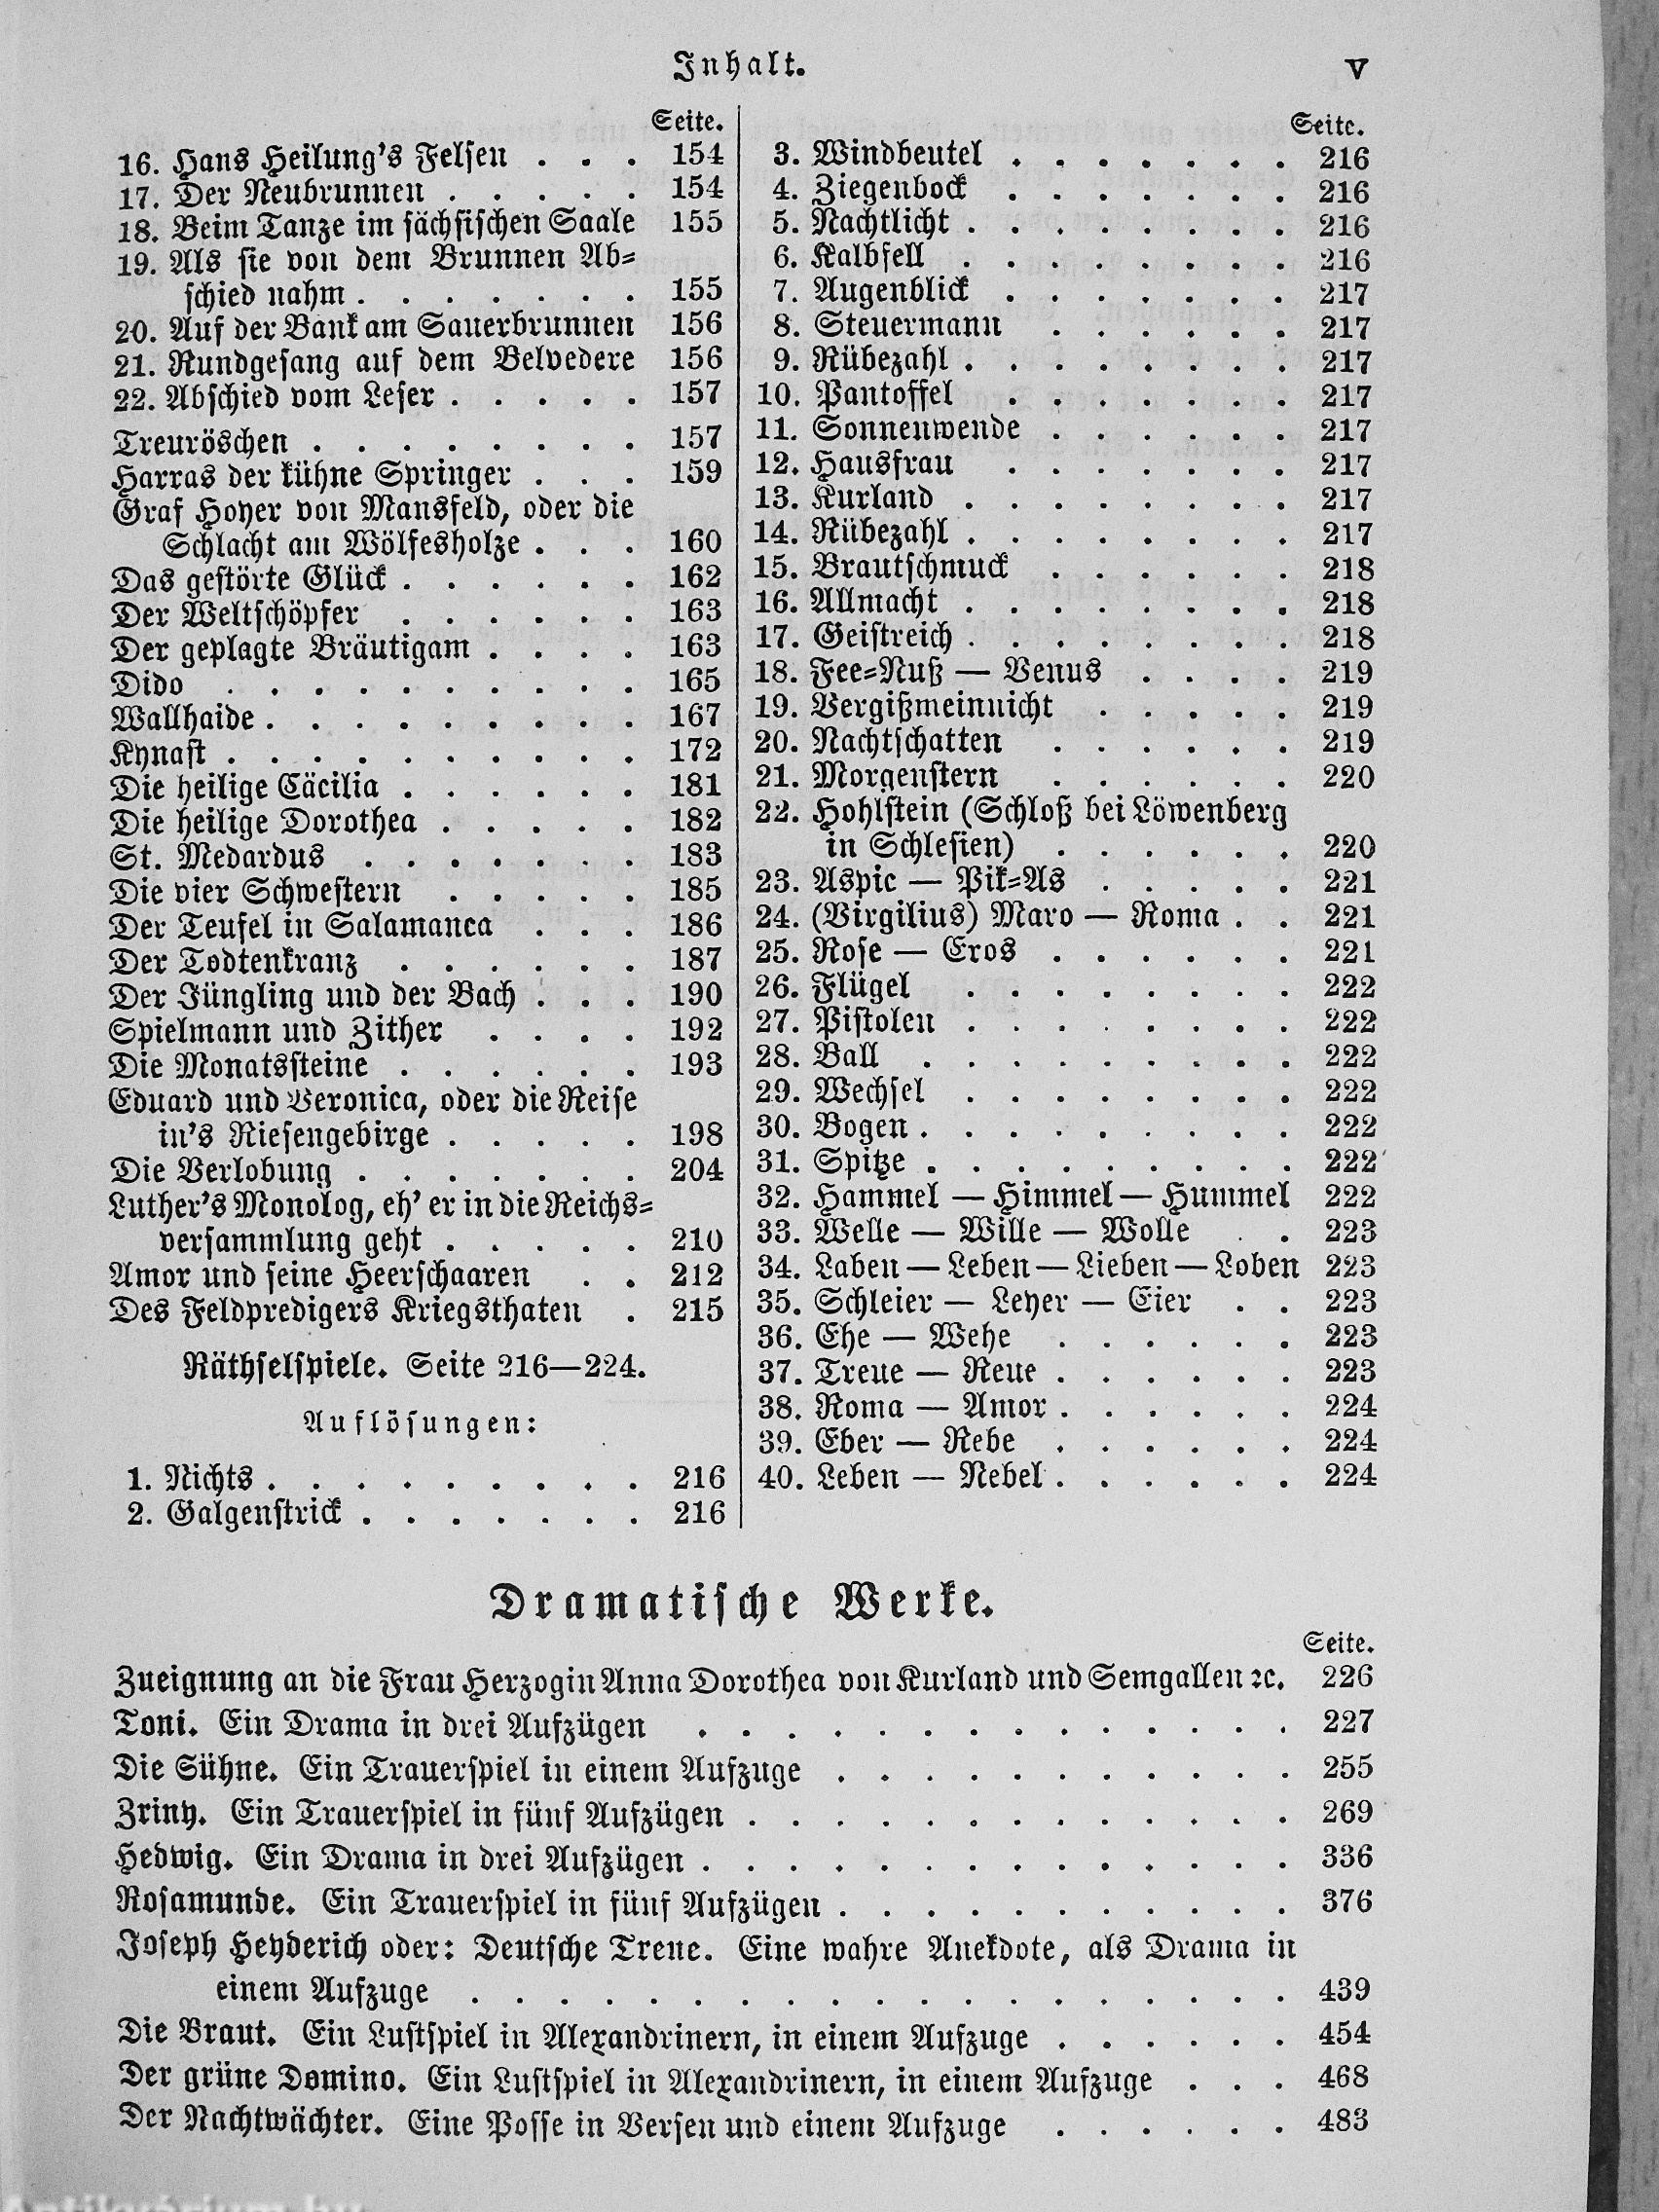 Inhalt. V
Seite.
16. Hans Heilung's Felsen . . . 154
17. Der Neubrunnen . . . . . 154
18. Beim Tanze im sächsischen Saale 155
19. Als sie von dem Brunnen Ab=
schied nahm . . . . . . . 155
20. Auf der Bank am Sauerbrunnen 156
21. Rundgesang auf dem Belvedere 156
22. Abschied vom Leser . . . . . 157
Treuröschen . . . . . . . . 157
Harras der kühne Springer . . . 159
Graf Hoyer von Mansfeld, oder die
Schlacht am Wölfesholze . . . 160
Das gestörte Glück . . . . . . 162
Der Weltschöpfer . . . . . . 163
Der geplagte Bräutigam . . . . 163
Dido . . . . . . . . . . 165
Wallhaide . . . . . . . . . 167
Kynast . . . . . . . . . . 172
Die heilige Cäcilia . . . . . . 181
Die heilige Dorothea . . . . . 182
St. Medardus . . . . . . . 183
Die vier Schwestern . . . . . 185
Der Teufel in Salamanca . . . 186
Der Todtenkranz . . . . . . 187
Der Jüngling und der Bach . . . 190
Spielmann und Zither . . . . 192
Die Monatssteine . . . . . . 193
Eduard und Veronica, oder die Reise
in's Riesengebirge . . . . . 198
Die Verlobung . . . . . . . 204
Luther's Monolog, eh' er in die Reichs=
versammlung geht . . . . . 210
Amor und seine Heerschaaren . . 212
Des Feldpredigers Kriegsthaten . 215
Räthselspiele. Seite 216—224.
Auflösungen:
1. Nichts . . . . . . . . . 216
2. Galgenstrick . . . . . . . 216
Seite.
3. Windbeutel . . . . . . . 216
4. Ziegenbock . . . . . . . 216
5. Nachtlicht . . . . . . . . 216
6. Kalbfell . . . . . . . . 216
7. Augenblick . . . . . . . 217
8. Steuermann . . . . . . 217
9. Rübezahl . . . . . . . . 217
10. Pantoffel . . . . . . . 217
11. Sonnenwende . . . . . . 217
12. Hausfrau . . . . . . . 217
13. Kurland . . . . . . . . 217
14. Rübezahl . . . . . . . . 217
15. Brautschmuck . . . . . . 218
16. Allmacht . . . . . . . . 218
17. Geistreich . . . . . . . . 218
18. Fee=Nuß — Venus . . . . 219
19. Vergißmeinnicht . . . . . 219
20. Nachtschatten . . . . . . 219
21. Morgenstern . . . . . . 220
22. Hohlstein (Schloß bei Löwenberg
in Schlesien) . . . . . . 220
23. Aspic — Pik=As . . . . . 221
24. (Virgilius) Maro — Roma . . 221
25. Rose — Eros . . . . . . 221
26. Flügel . . . . . . . . 222
27. Pistolen . . . . . . . . 222
28. Ball . . . . . . . . . 222
29. Wechsel . . . . . . . . 222
30. Bogen . . . . . . . . . 222
31. Spitze . . . . . . . . . 222
32. Hammel — Himmel — Hummel 222
33. Welle — Wille — Wolle . . 223
34. Laben — Leben — Lieben — Loben 223
35. Schleier — Leyer — Eier . . 223
36. Ehe — Wehe . . . . . . 223
37. Treue — Reue . . . . . . 223
38. Roma — Amor . . . . . . 224
39. Eber — Rebe . . . . . . 224
40. Leben — Nebel . . . . . . 224
Dramatische Werke.
Seite.
Zueignung an die Frau Herzogin Anna Dorothea von Kurland und Semgallen ꝛc. 226
Toni. Ein Drama in drei Aufzügen . . . . . . . . . . . . . . 227
Die Sühne. Ein Trauerspiel in einem Aufzuge . . . . . . . . . . . 255
Zriny. Ein Trauerspiel in fünf Aufzügen . . . . . . . . . . . . . 269
Hedwig. Ein Drama in drei Aufzügen . . . . . . . . . . . . . . 336
Rosamunde. Ein Trauerspiel in fünf Aufzügen . . . . . . . . . . . 376
Joseph Heyderich oder: Deutsche Treue. Eine wahre Anekdote, als Drama in
einem Aufzuge . . . . . . . . . . . . . . . . . . . 439
Die Braut. Ein Lustspiel in Alexandrinern, in einem Aufzuge . . . . . . 454
Der grüne Domino. Ein Lustspiel in Alexandrinern, in einem Aufzuge . . . 468
Der Nachtwächter. Eine Posse in Versen und einem Aufzuge . . . . . . 483